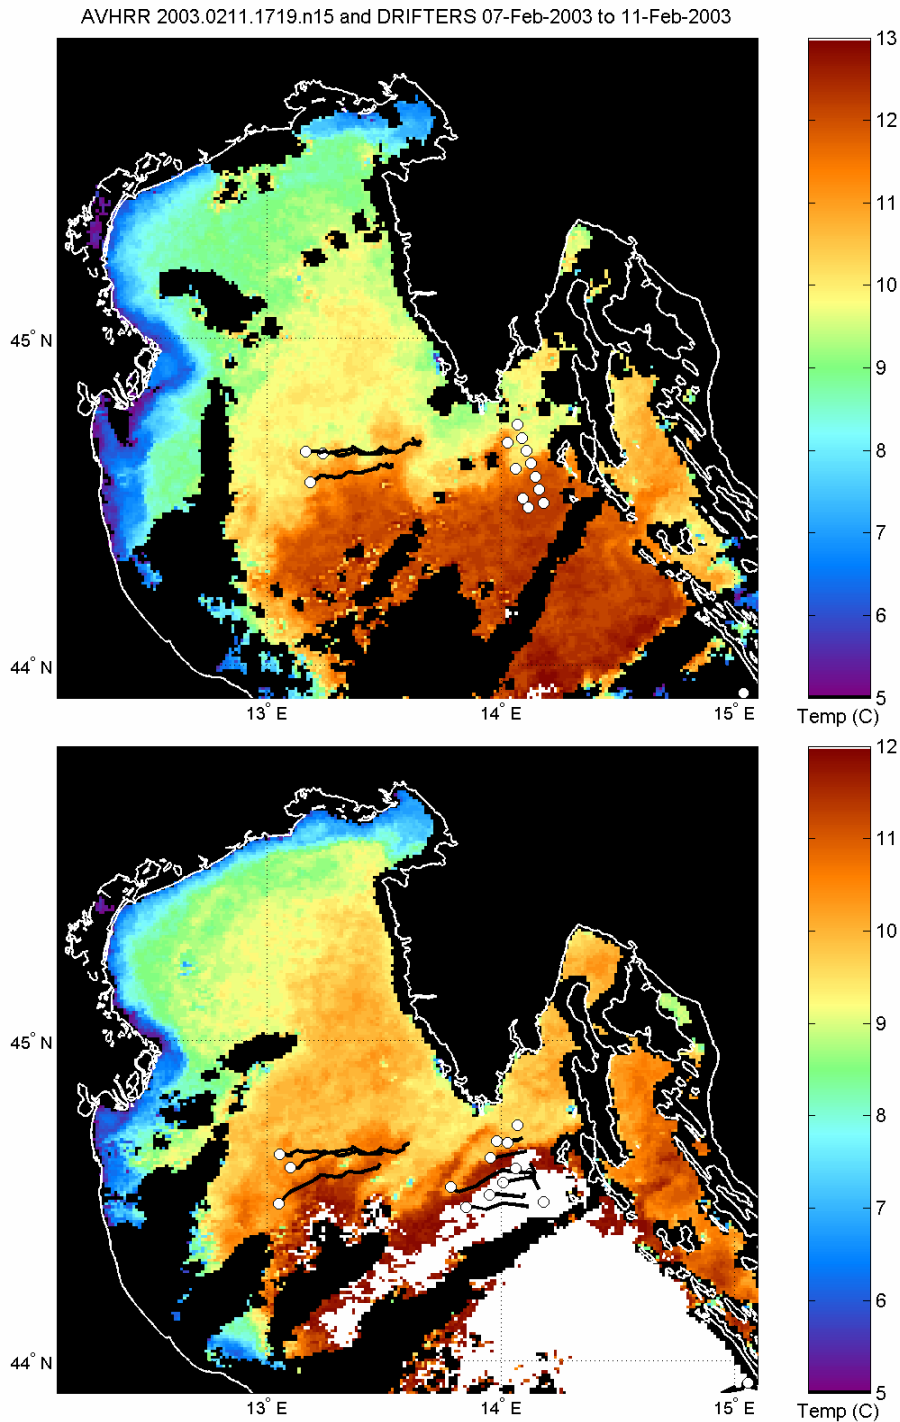 AVHRR 2003.0211.1719.n15 and DRIFTERS 07-Feb-2003 to 11-Feb-2003
13
12
11
10
9
8
7
6
5
Temp (C)
45° N
44° N
13° E
14° E
15° E
12
11
10
9
8
7
6
5
Temp (C)
45° N
44° N
13° E
14° E
15° E